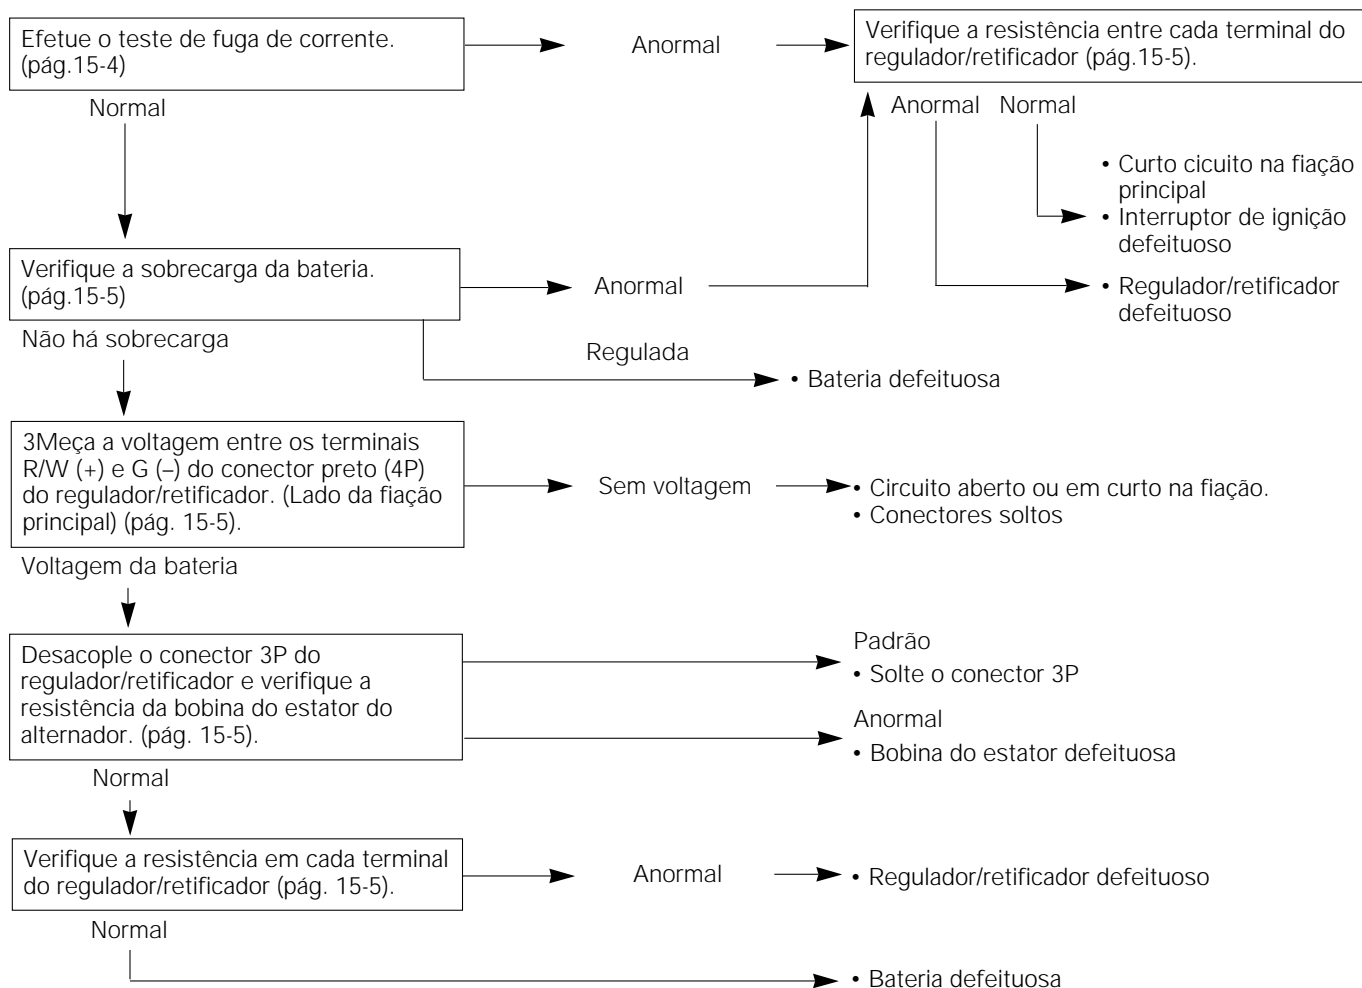 Efetue o teste de fuga de corrente.
(pág.15-4)
Anormal
Verifique a resistência entre cada terminal do
regulador/retificador (pág.15-5).
Normal
Anormal
Normal
• Curto cicuito na fiação
principal
• Interruptor de ignição
defeituoso
• Regulador/retificador
defeituoso
Verifique a sobrecarga da bateria.
(pág.15-5)
Anormal
Não há sobrecarga
Regulada
• Bateria defeituosa
3Meça a voltagem entre os terminais
R/W (+) e G (–) do conector preto (4P)
do regulador/retificador. (Lado da fiação
principal) (pág. 15-5).
Sem voltagem
• Circuito aberto ou em curto na fiação.
• Conectores soltos
Voltagem da bateria
Desacople o conector 3P do
regulador/retificador e verifique a
resistência da bobina do estator do
alternador. (pág. 15-5).
Padrão
• Solte o conector 3P
Anormal
• Bobina do estator defeituosa
Normal
Verifique a resistência em cada terminal
do regulador/retificador (pág. 15-5).
Anormal
• Regulador/retificador defeituoso
Normal
• Bateria defeituosa